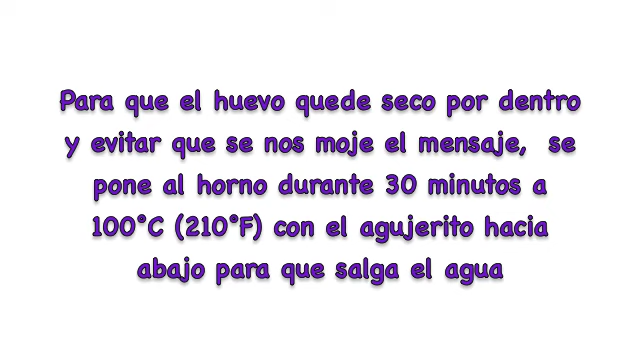 Para que el huevo quede seco por dentro
y evitar que se nos moje el mensaje, se
pone al horno durante 30 minutos a
100°C (210°F) con el agujerito hacia
abajo para que salga el agua